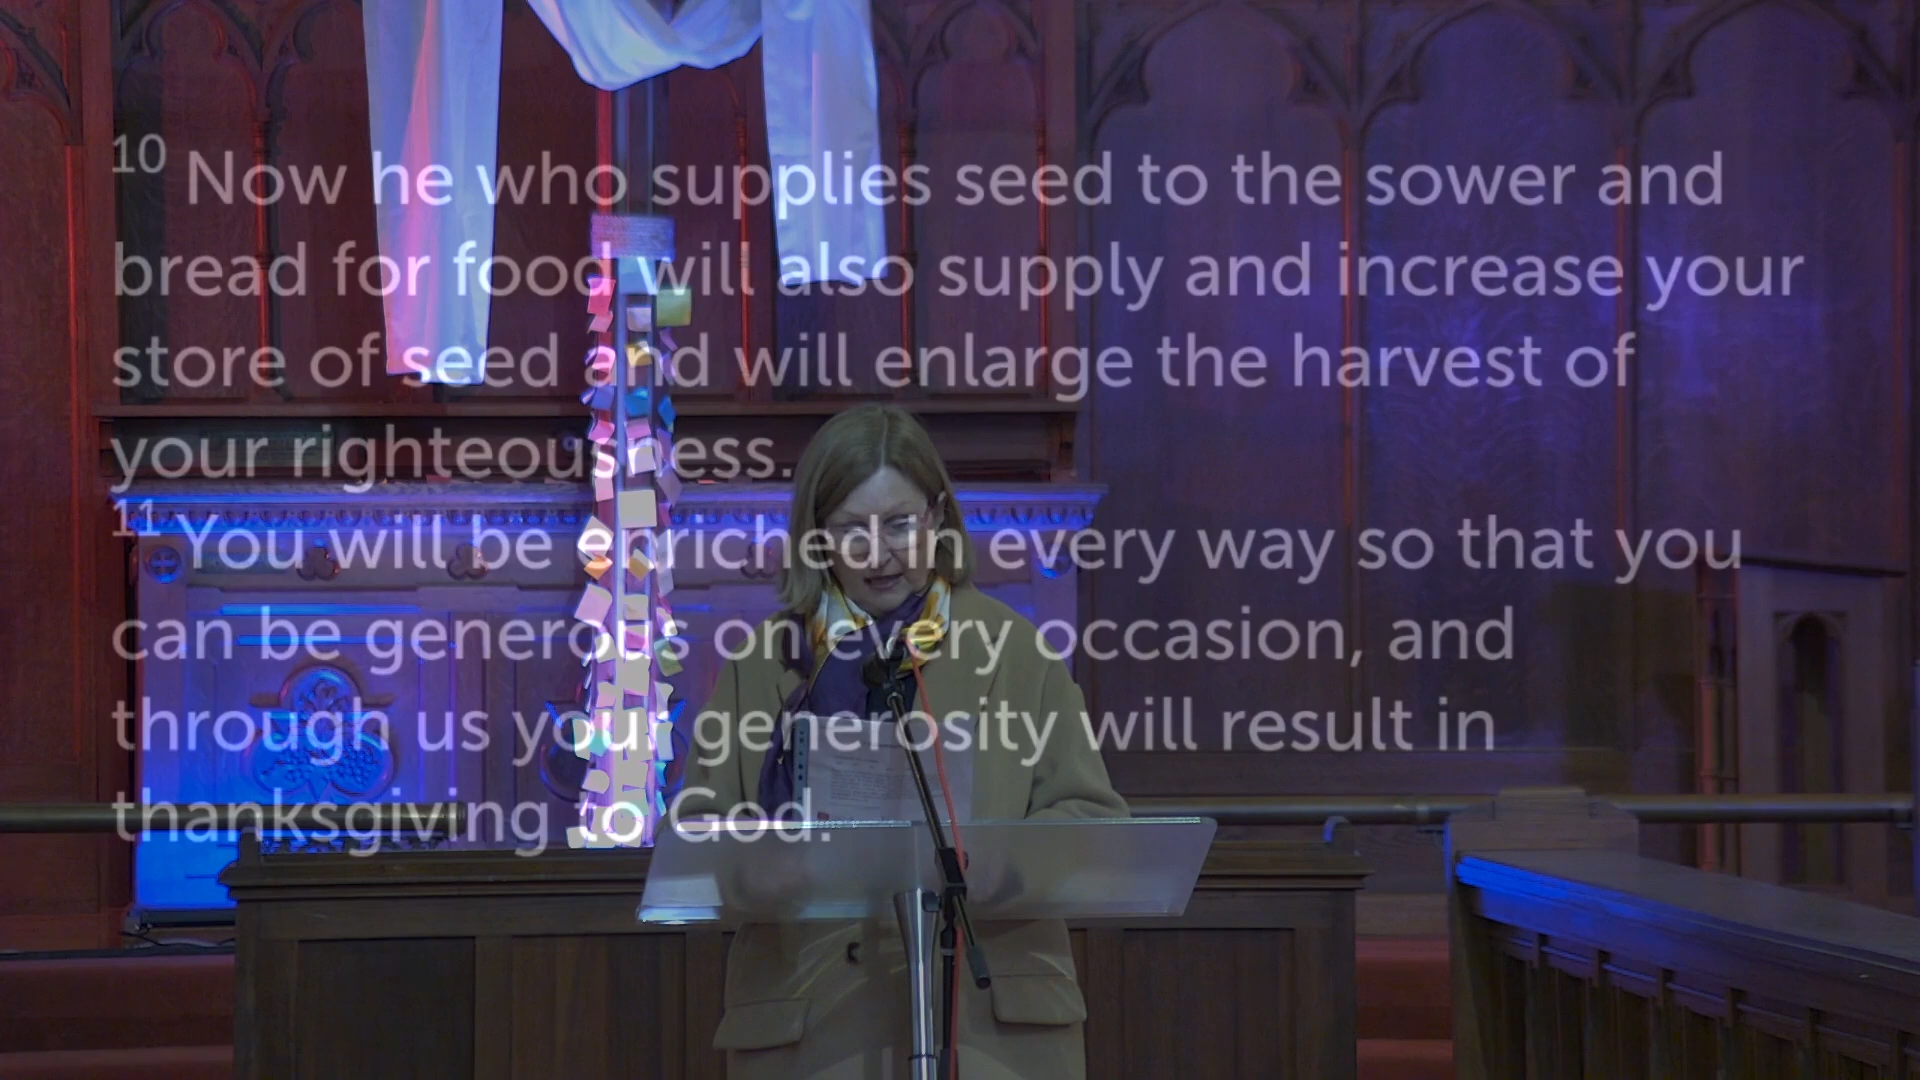 10 Now he who supplies seed to the sower and
bread for food will also supply and increase your
store of seed and will enlarge the harvest of
your righteousness.
11 You will be enriched in every way so that you
can be generous on every occasion, and
through us your generosity will result in
thanksgiving to God.